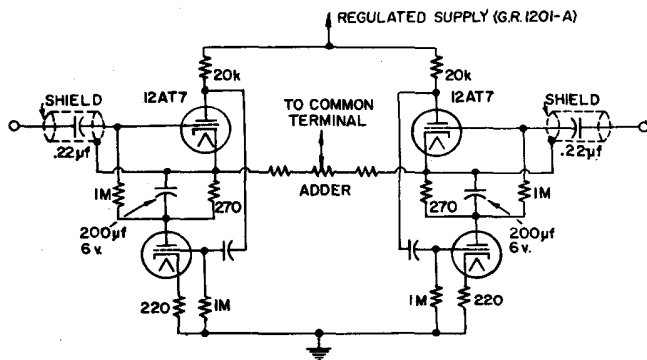 REGULATED SUPPLY (G.R. 1201-A)
20k
20k
SHIELD
12AT7
TO COMMON
TERMINAL
12AT7
SHIELD
.22μf
.22μf
1M
ADDER
1M
270
270
200μf
6v.
200μf
6v.
220
1M
1M
220